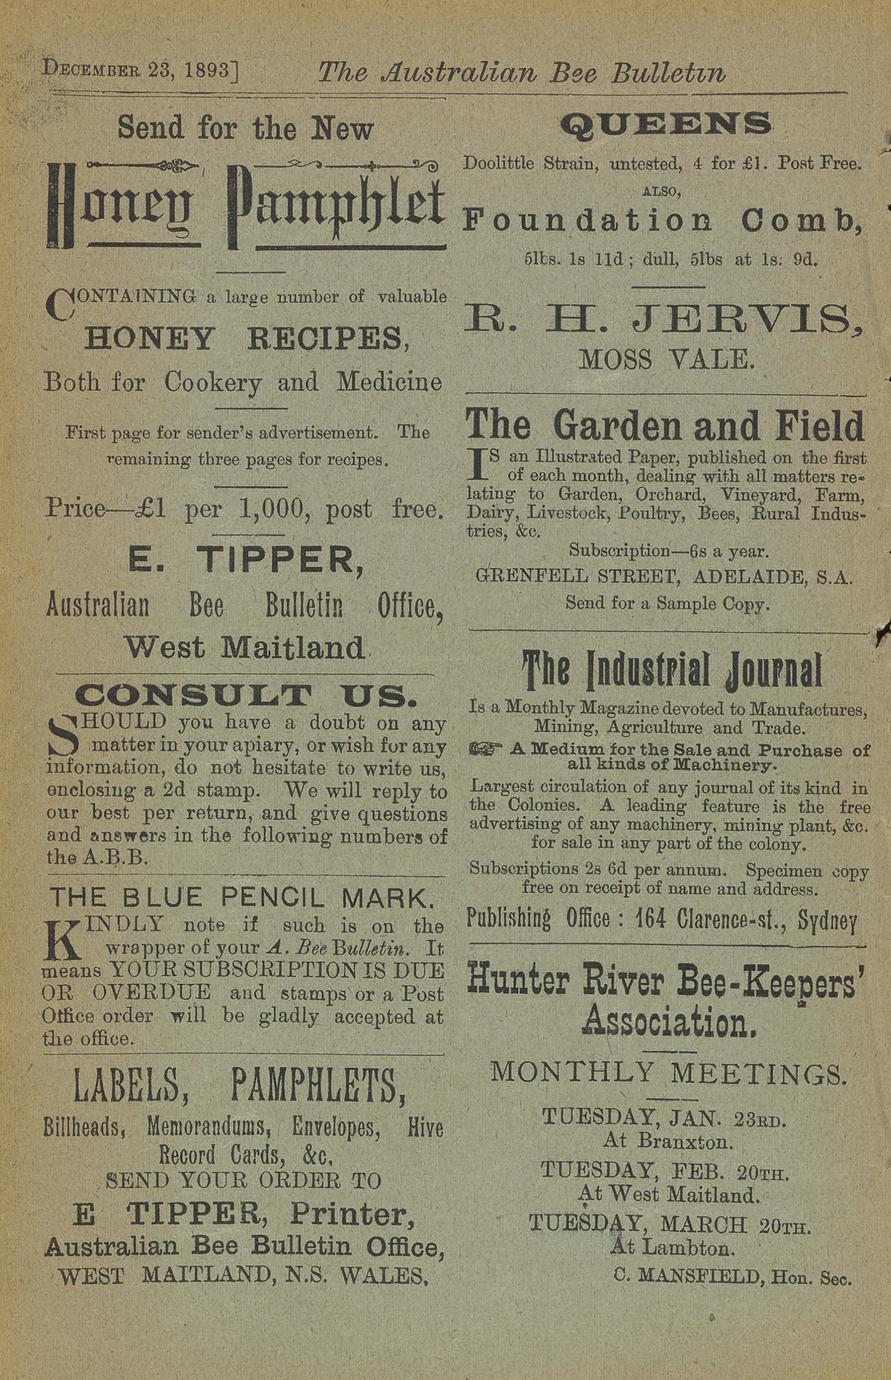 DECEMBER 23, 1893]
The Australian Bee Bulletin
Send for the New
Honey Pamphlet
CONTAINING a large number of valuable
HONEY RECIPES,
Both for Cookery and Medicine
First page for sender's advertisement. The
remaining three pages for recipes.
Price—£1 per 1,000, post free.
E. TIPPER,
Australian Bee Bulletin Office,
West Maitland.
CONSULT US.
SHOULD you have a doubt on any
matter in your apiary, or wish for any
information, do not hesitate to write us,
enclosing a 2d stamp. We will reply to
our best per return, and give questions
and answers in the following numbers of
the A.B.B.
THE BLUE PENCIL MARK.
KINDLY note if such is on the
wrapper of your A. Bee Bulletin. It
means YOUR SUBSCRIPTION IS DUE
OR OVERDUE and stamps or a Post
Office order will be gladly accepted at
the office.
LABELS, PAMPHLETS,
Billheads, Memorandums, Envelopes, Hive
Record Cards, &c,
SEND YOUR ORDER TO
E TIPPER, Printer,
Australian Bee Bulletin Office,
WEST MAITLAND, N.S. WALES,
QUEENS
Doolittle Strain, untested, 4 for £1. Post Free.
ALSO,
Foundation Comb,
5lbs. 1s 11d; dull, 5lbs at 1s. 9d.
R. H. JERVIS,
MOSS VALE.
The Garden and Field
IS an Illustrated Paper, published on the first
of each month, dealing with all matters re-
lating to Garden, Orchard, Vineyard, Farm,
Dairy, Livestock, Poultry, Bees, Rural Indus-
tries, &c.
Subscription—6s a year.
GRENFELL STREET, ADELAIDE, S.A.
Send for a Sample Copy.
The Industrial Journal
Is a Monthly Magazine devoted to Manufactures,
Mining, Agriculture and Trade.
☞ A Medium for the Sale and Purchase of
all kinds of Machinery.
Largest circulation of any journal of its kind in
the Colonies. A leading feature is the free
advertising of any machinery, mining plant, &c.
for sale in any part of the colony.
Subscriptions 2s 6d per annum. Specimen copy
free on receipt of name and address.
Publishing Office : 164 Clarence-st., Sydney
Hunter River Bee-Keepers'
Association.
MONTHLY MEETINGS.
TUESDAY, JAN. 23RD.
At Branxton.
TUESDAY, FEB. 20TH.
At West Maitland.
TUESDAY, MARCH 20TH.
At Lambton.
C. MANSFIELD, Hon. Sec.